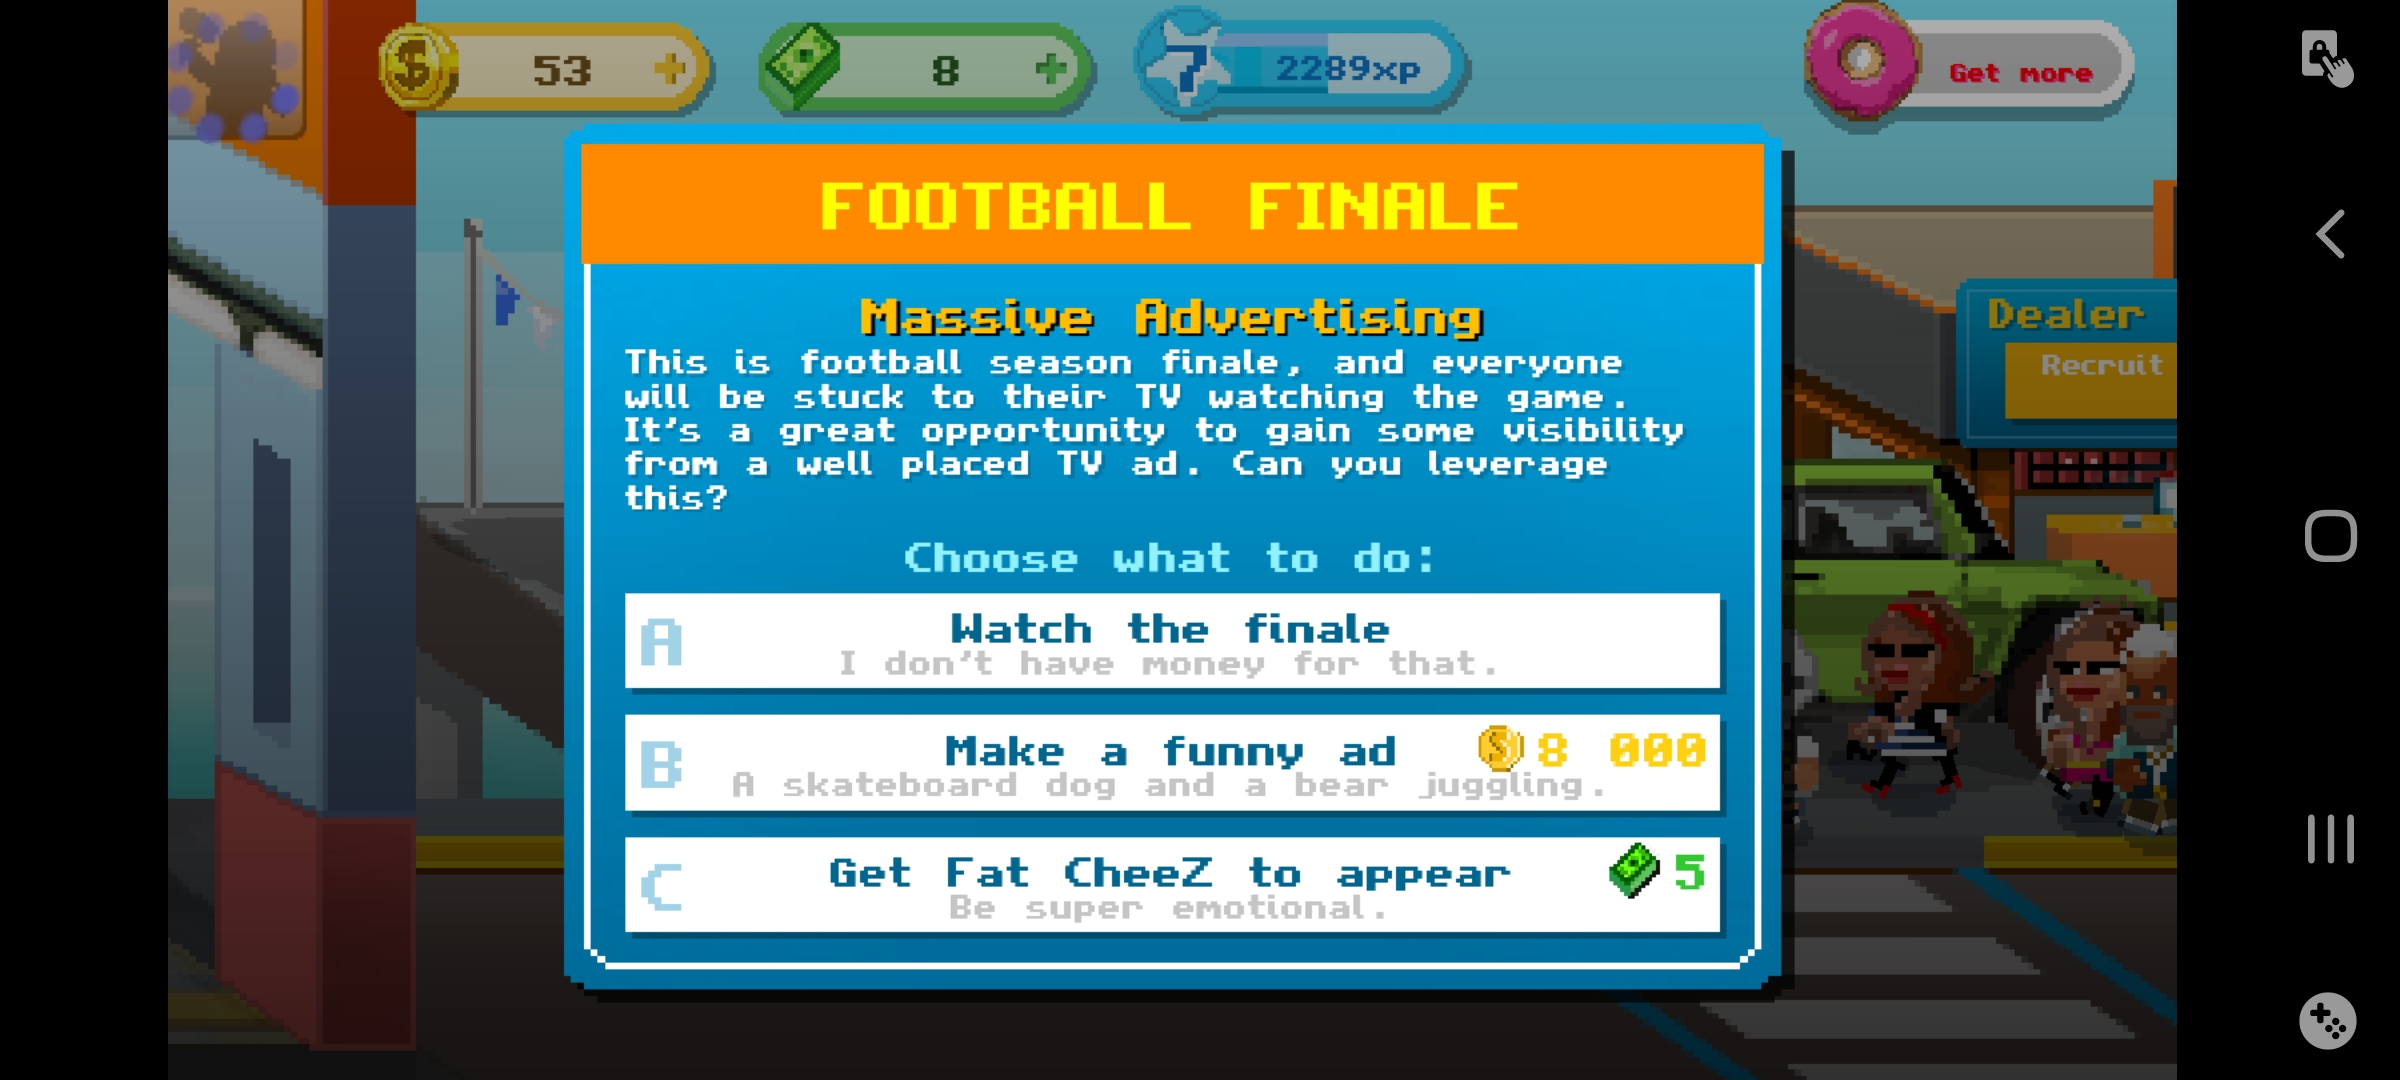 53 +
8 +
7 2289xp
Get more
FOOTBALL FINALE
Massive Advertising
This is football season finale, and everyone
will be stuck to their TV watching the game.
It's a great opportunity to gain some visibility
from a well placed TV ad. Can you leverage
this?
Choose what to do:
A Watch the finale
I don't have money for that.
B Make a funny ad 8 000
A skateboard dog and a bear juggling.
C Get Fat CheeZ to appear 5
Be super emotional.
Dealer
Recruit